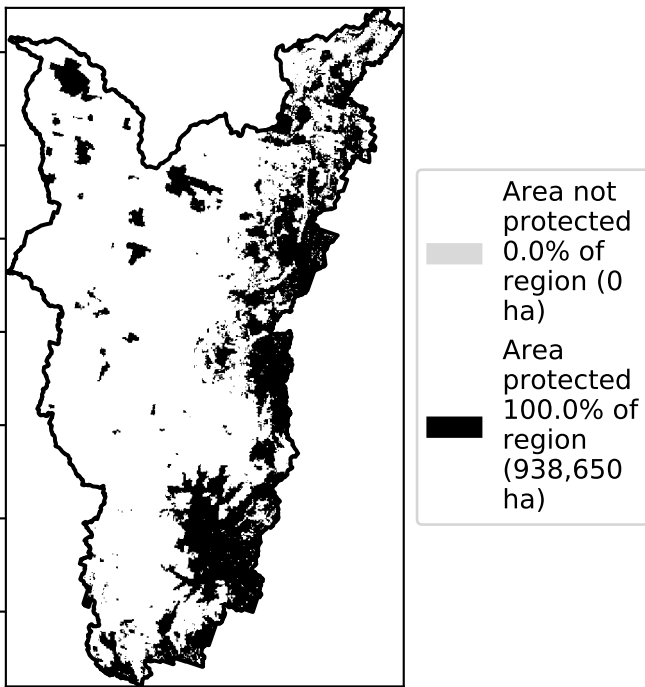 Area not
protected
0.0% of
region (0
ha)
Area
protected
100.0% of
region
(938,650
ha)